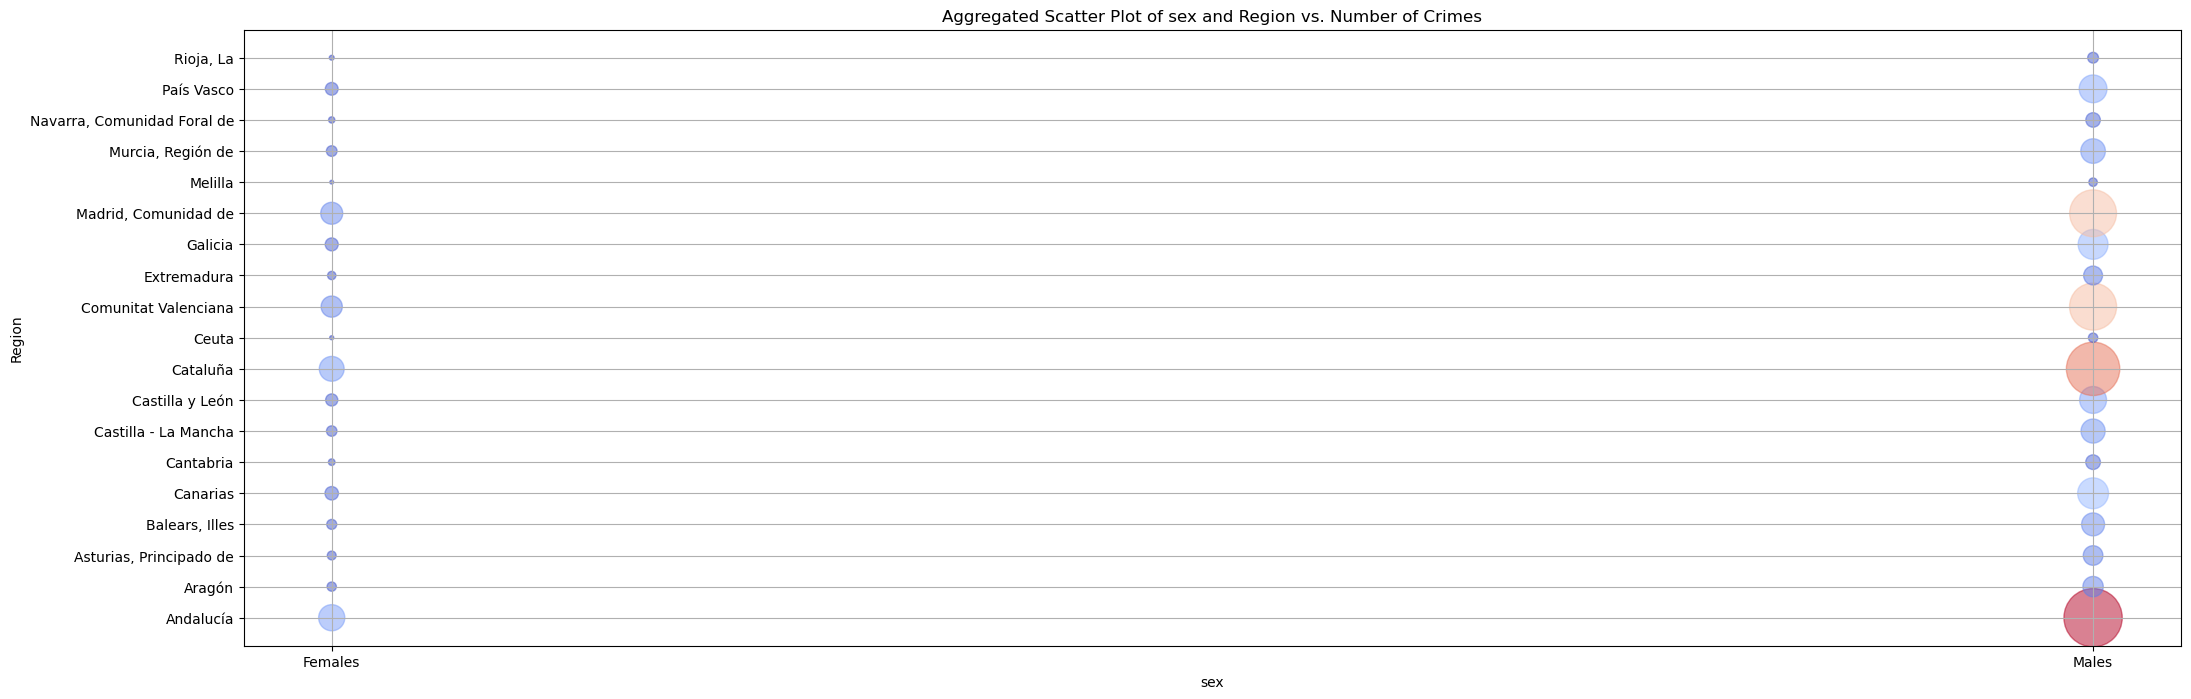 Aggregated Scatter Plot of sex and Region vs. Number of Crimes
Region
Rioja, La
País Vasco
Navarra, Comunidad Foral de
Murcia, Región de
Melilla
Madrid, Comunidad de
Galicia
Extremadura
Comunitat Valenciana
Ceuta
Cataluña
Castilla y León
Castilla - La Mancha
Cantabria
Canarias
Balears, Illes
Asturias, Principado de
Aragón
Andalucía
Females
Males
sex